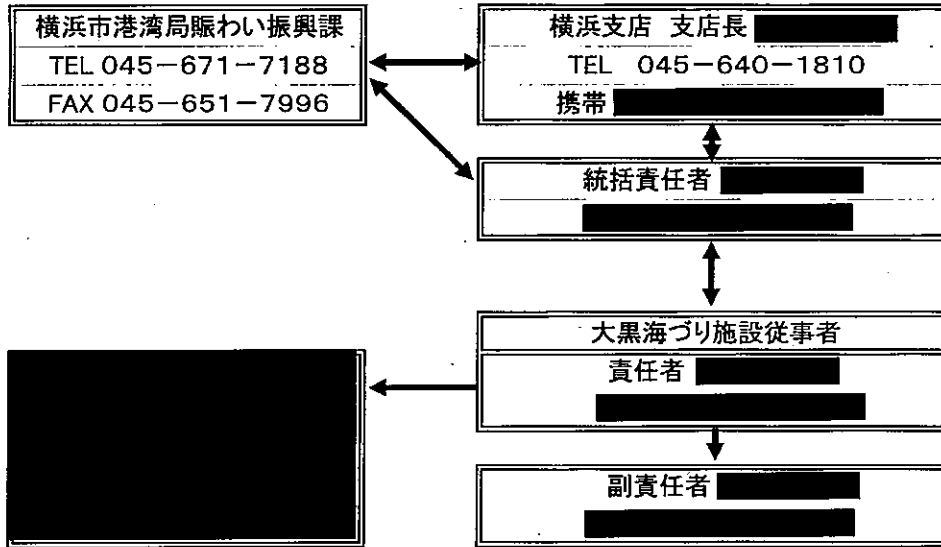 横浜市港湾局賑わい振興課
TEL 045-671-7188
FAX 045-651-7996
横浜支店 支店長
TEL 045-640-1810
携帯
統括責任者
大黒海づり施設従事者
責任者
副責任者